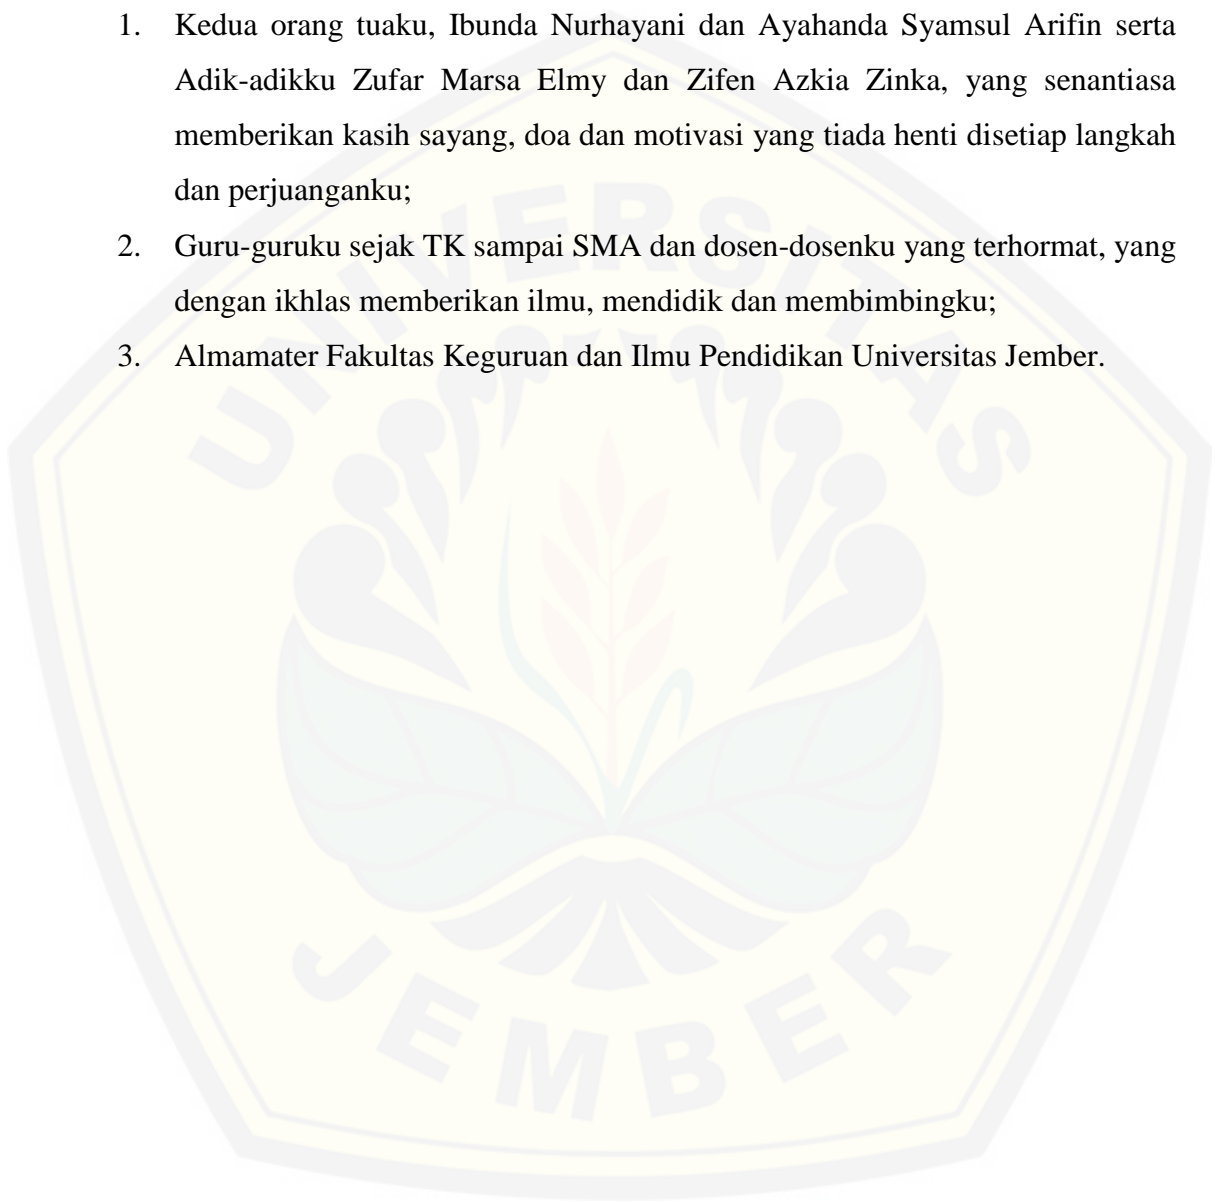 1. Kedua orang tuaku, Ibunda Nurhayani dan Ayahanda Syamsul Arifin serta
Adik-adikku Zufar Marsa Elmy dan Zifen Azkia Zinka, yang senantiasa
memberikan kasih sayang, doa dan motivasi yang tiada henti disetiap langkah
dan perjuanganku;
2. Guru-guruku sejak TK sampai SMA dan dosen-dosenku yang terhormat, yang
dengan ikhlas memberikan ilmu, mendidik dan membimbingku;
3. Almamater Fakultas Keguruan dan Ilmu Pendidikan Universitas Jember.
UNIVERSITAS
JEMBER